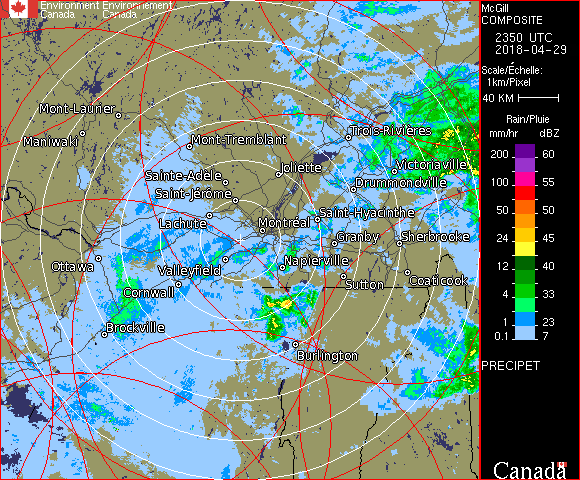 Environment Environnement
Canada Canada
McGill
COMPOSITE
2350 UTC
2018-04-29
Scale/Échelle:
1km/Pixel
40 KM
Rain/Pluie
mm/hr dBZ
200 60
100 55
50 50
24 45
12 40
4 33
1 23
0.1 7
PRECIPET
Canada
Mont-Laurier
Maniwaki
Mont-Tremblant
Trois-Rivières
Sainte-Adele
Joliette
Victoriaville
Saint-Jérôme
Drummondville
Lachute
Montréal
Saint-Hyacinthe
Granby
Sherbrooke
Ottawa
Valleyfield
Napierville
Cornwall
Sutton
Coaticook
Brockville
Burlington